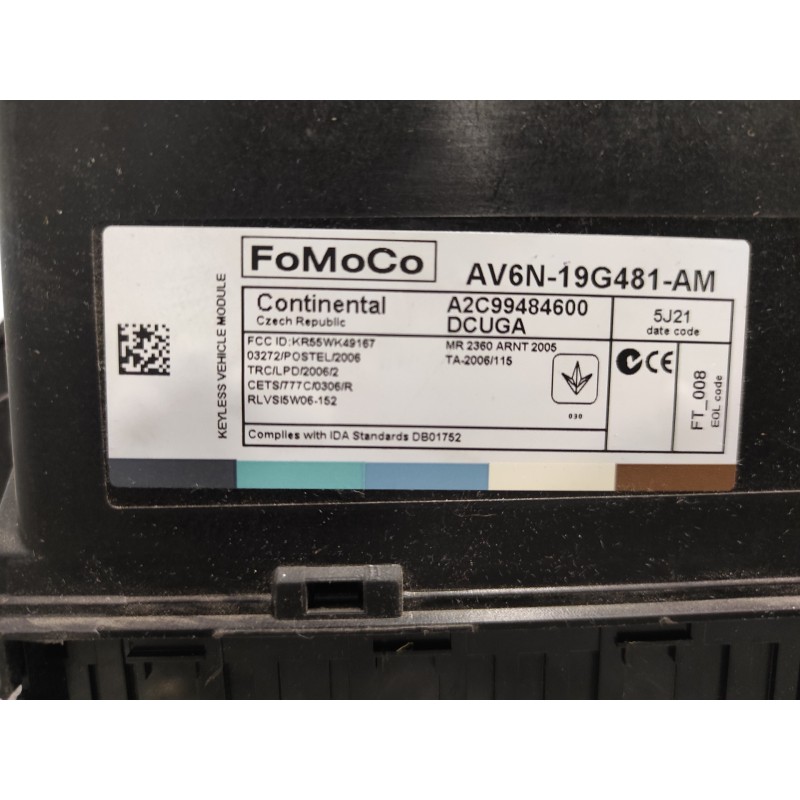 FoMoCo
AV6N-19G481-AM
KEYLESS VEHICLE MODULE
Continental
Czech Republic
A2C99484600
DCUGA
5J21
date code
FCC ID:KR55WK49167
03272/POSTEL/2006
TRC/LPD/2006/2
CETS/777C/0306/R
RLVSI5W06-152
MR 2360 ARNT 2005
TA-2006/115
030
CE
FT_008
EOL code
Complies with IDA Standards DB01752